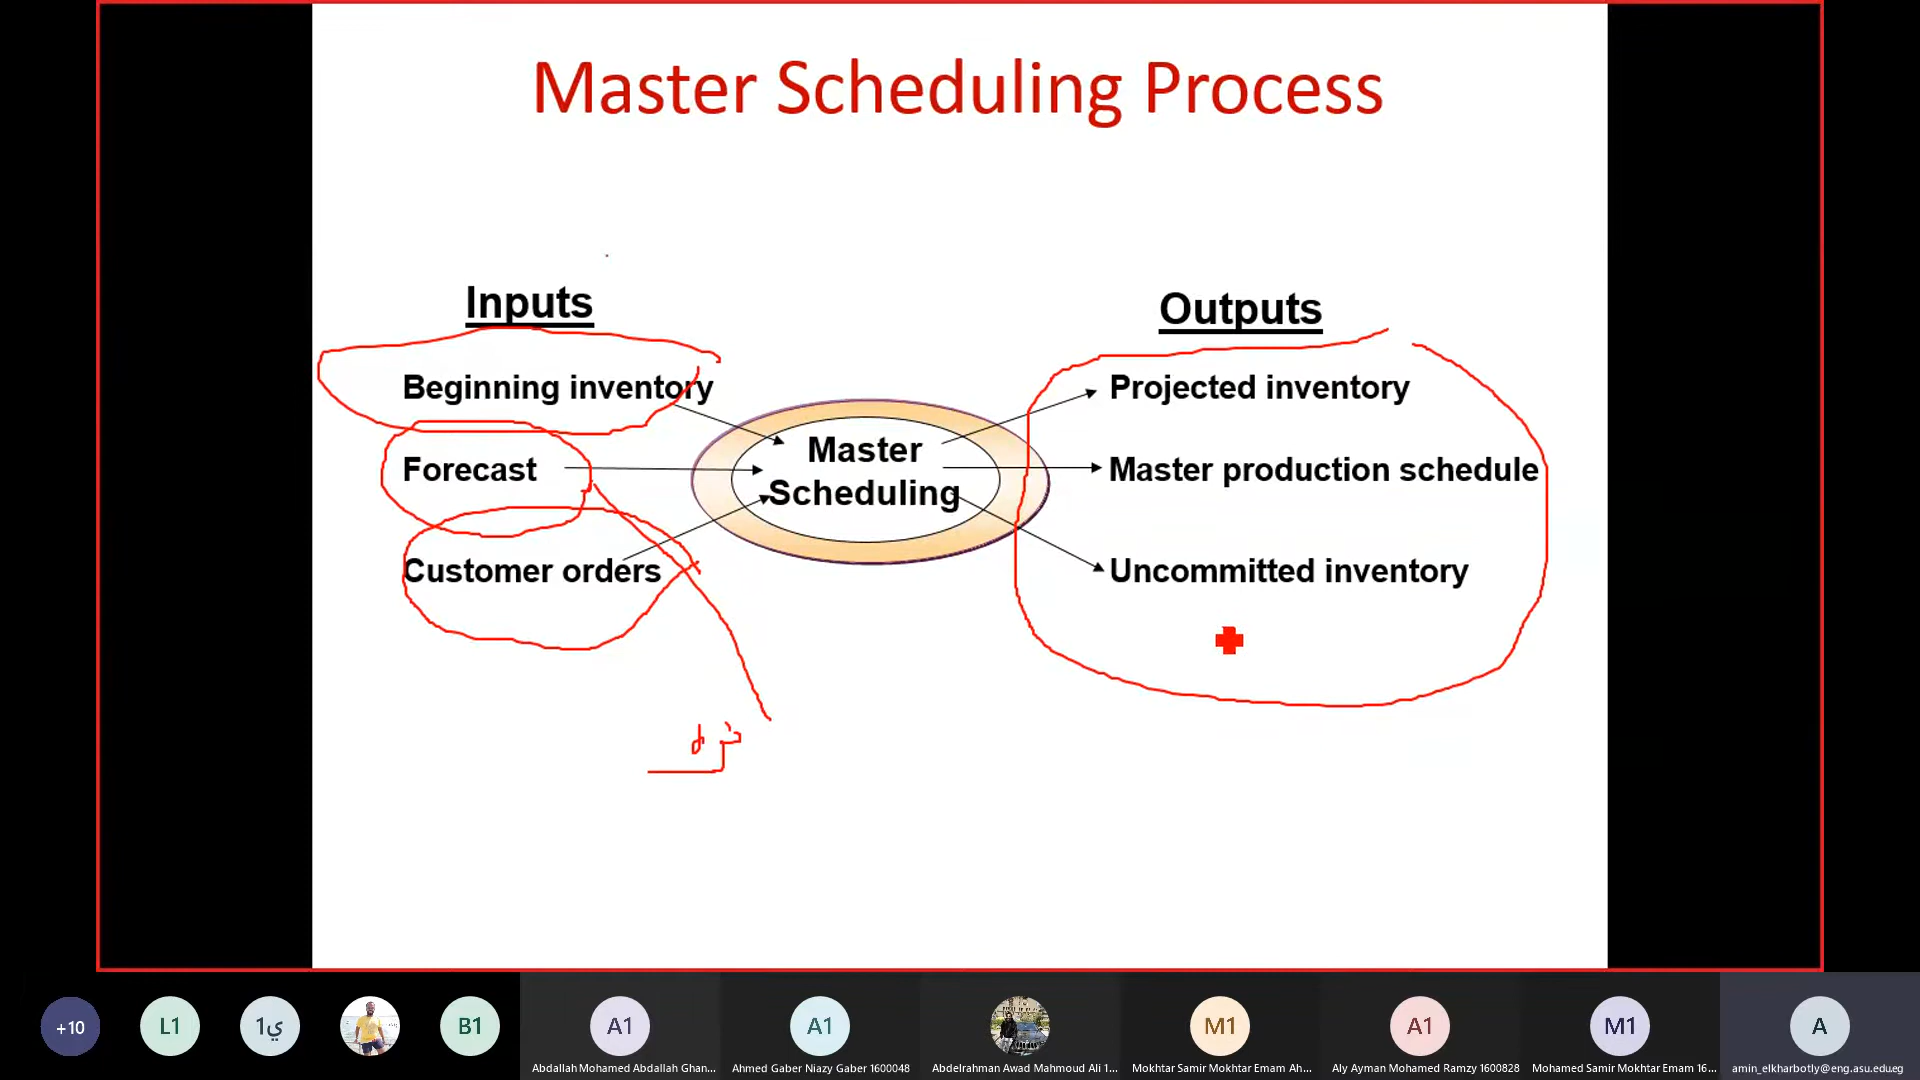 Master Scheduling Process
Inputs
Outputs
Beginning inventory
Forecast
Customer orders
Master
Scheduling
Projected inventory
Master production schedule
Uncommitted inventory
+10
L1
ي1
B1
A1
A1
M1
A1
M1
A
Abdallah Mohamed Abdallah Ghan...
Ahmed Gaber Niazy Gaber 1600048
Abdelrahman Awad Mahmoud Ali 1...
Mokhtar Samir Mokhtar Emam Ah...
Aly Ayman Mohamed Ramzy 1600828
Mohamed Samir Mokhtar Emam 16...
amin_elkharbotly@eng.asu.edu.eg